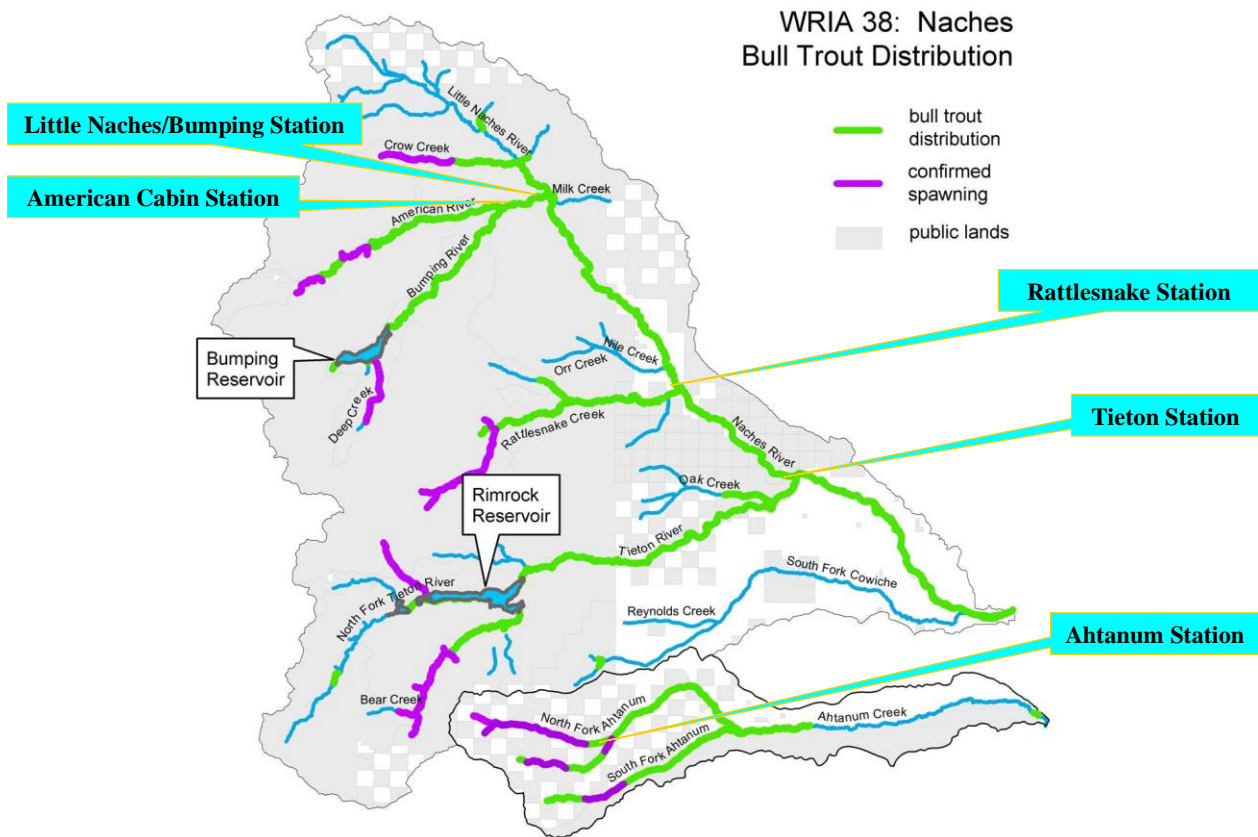 WRIA 38: Naches
Bull Trout Distribution
bull trout
distribution
confirmed
spawning
public lands
Little Naches/Bumping Station
American Cabin Station
Rattlesnake Station
Tieton Station
Ahtanum Station
Little Naches River
Crow Creek
Milk Creek
American River
Bumping River
Bumping
Reservoir
Deep Creek
Nile Creek
Orr Creek
Rattlesnake Creek
Naches River
Oak Creek
Rimrock
Reservoir
Tieton River
North Fork Tieton River
South Fork Cowiche
Reynolds Creek
Bear Creek
North Fork Ahtanum
Ahtanum Creek
South Fork Ahtanum